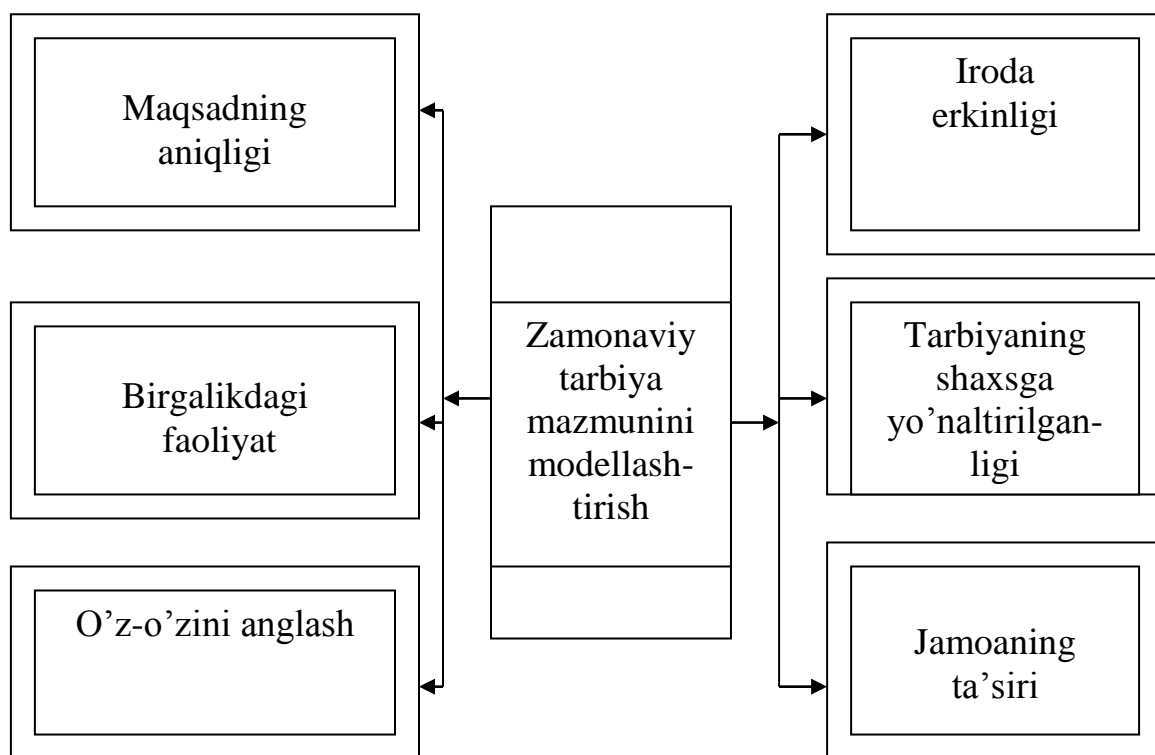 Maqsadning
aniqligi
Birgalikdagi
faoliyat
O’z-o’zini anglash
Zamonaviy
tarbiya
mazmunini
modellash-
tirish
Iroda
erkinligi
Tarbiyaning
shaxsga
yo’naltirilgan-
ligi
Jamoaning
ta’siri